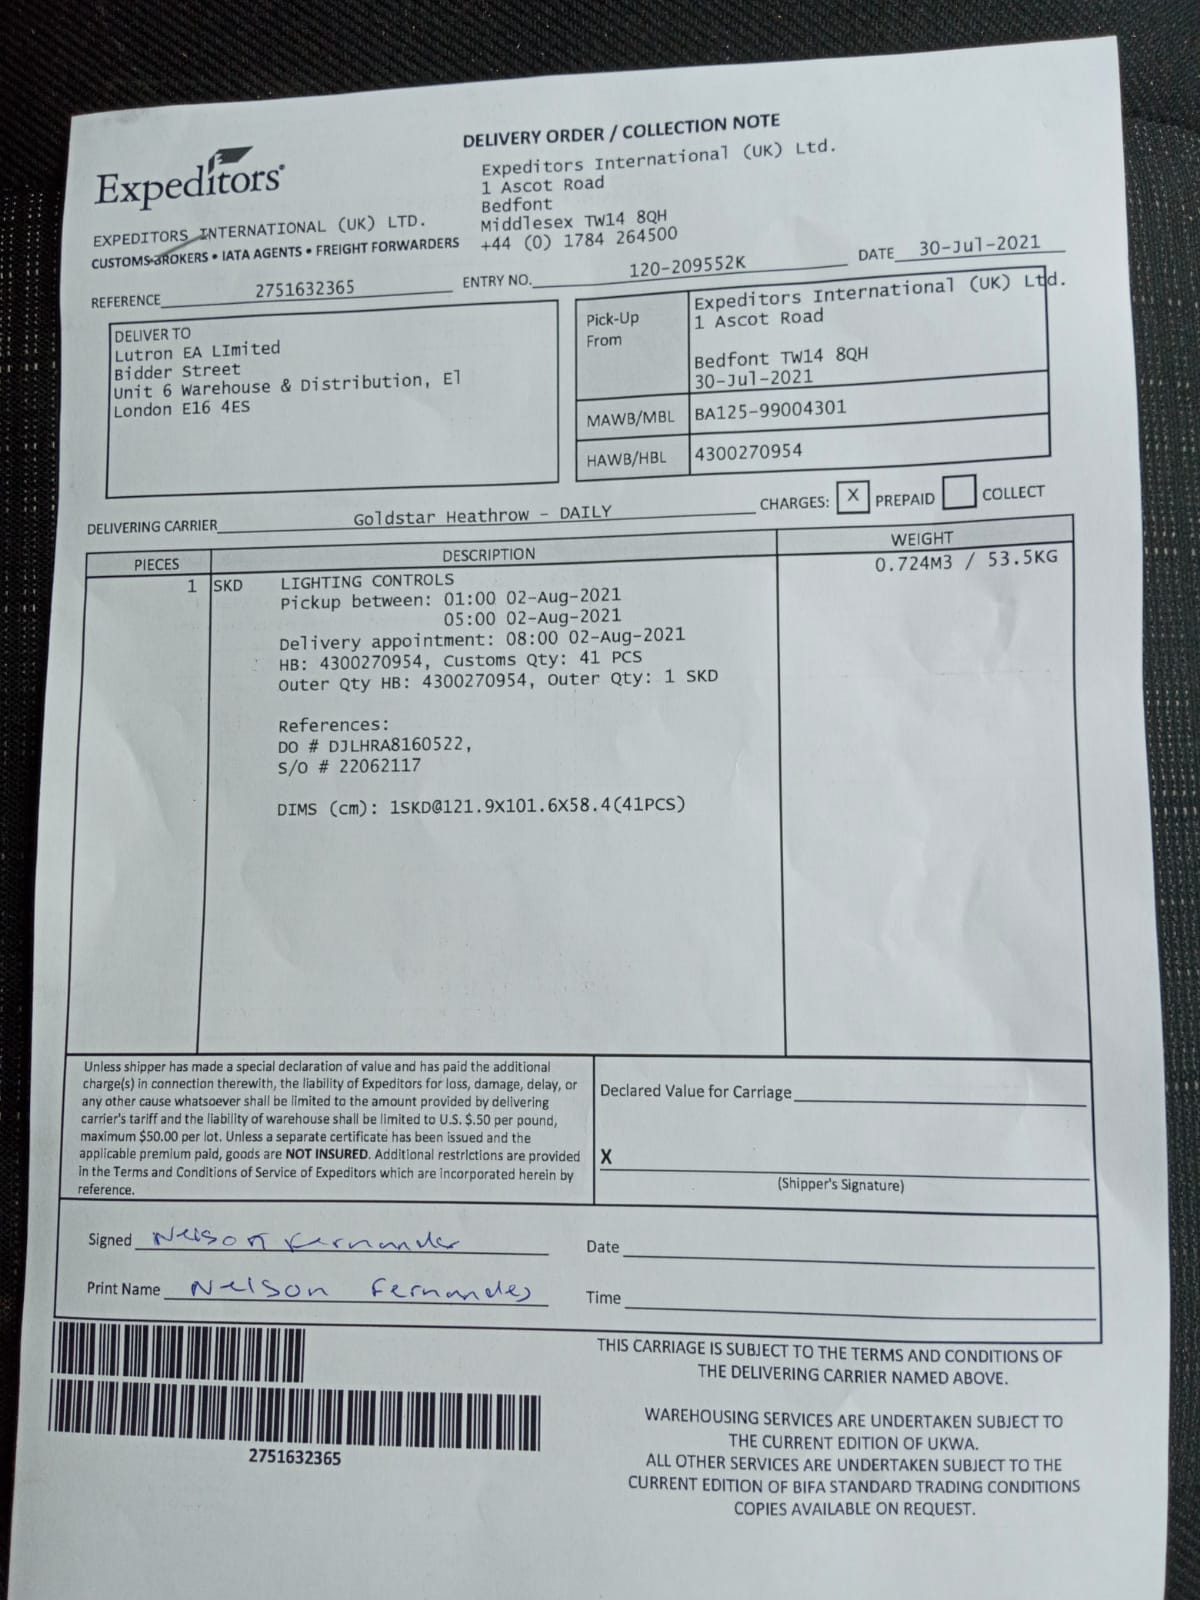 DELIVERY ORDER / COLLECTION NOTE
Expeditors
EXPEDITORS INTERNATIONAL (UK) LTD.
CUSTOMS BROKERS • IATA AGENTS • FREIGHT FORWARDERS
Expeditors International (UK) Ltd.
1 Ascot Road
Bedfont
Middlesex TW14 8QH
+44 (0) 1784 264500
REFERENCE 2751632365 ENTRY NO. 120-209552K DATE 30-Jul-2021
DELIVER TO
Lutron EA LImited
Bidder Street
Unit 6 Warehouse & Distribution, El
London E16 4ES
Pick-Up From
Expeditors International (UK) Ltd.
1 Ascot Road
Bedfont TW14 8QH
30-Jul-2021
MAWB/MBL BA125-99004301
HAWB/HBL 4300270954
DELIVERING CARRIER Goldstar Heathrow - DAILY CHARGES: X PREPAID COLLECT
PIECES DESCRIPTION WEIGHT
1 SKD LIGHTING CONTROLS 0.724M3 / 53.5KG
Pickup between: 01:00 02-Aug-2021
05:00 02-Aug-2021
Delivery appointment: 08:00 02-Aug-2021
HB: 4300270954, Customs Qty: 41 PCS
Outer Qty HB: 4300270954, Outer Qty: 1 SKD
References:
DO # DJLHRA8160522,
S/O # 22062117
DIMS (cm): 1SKD@121.9X101.6X58.4(41PCS)
Unless shipper has made a special declaration of value and has paid the additional
charge(s) in connection therewith, the liability of Expeditors for loss, damage, delay, or
any other cause whatsoever shall be limited to the amount provided by delivering
carrier's tariff and the liability of warehouse shall be limited to U.S. $.50 per pound,
maximum $50.00 per lot. Unless a separate certificate has been issued and the
applicable premium paid, goods are NOT INSURED. Additional restrictions are provided
in the Terms and Conditions of Service of Expeditors which are incorporated herein by
reference.
Declared Value for Carriage
X
(Shipper's Signature)
Signed Nelson Fernandes
Date
Print Name Nelson Fernandes
Time
2751632365
THIS CARRIAGE IS SUBJECT TO THE TERMS AND CONDITIONS OF
THE DELIVERING CARRIER NAMED ABOVE.
WAREHOUSING SERVICES ARE UNDERTAKEN SUBJECT TO
THE CURRENT EDITION OF UKWA.
ALL OTHER SERVICES ARE UNDERTAKEN SUBJECT TO THE
CURRENT EDITION OF BIFA STANDARD TRADING CONDITIONS
COPIES AVAILABLE ON REQUEST.